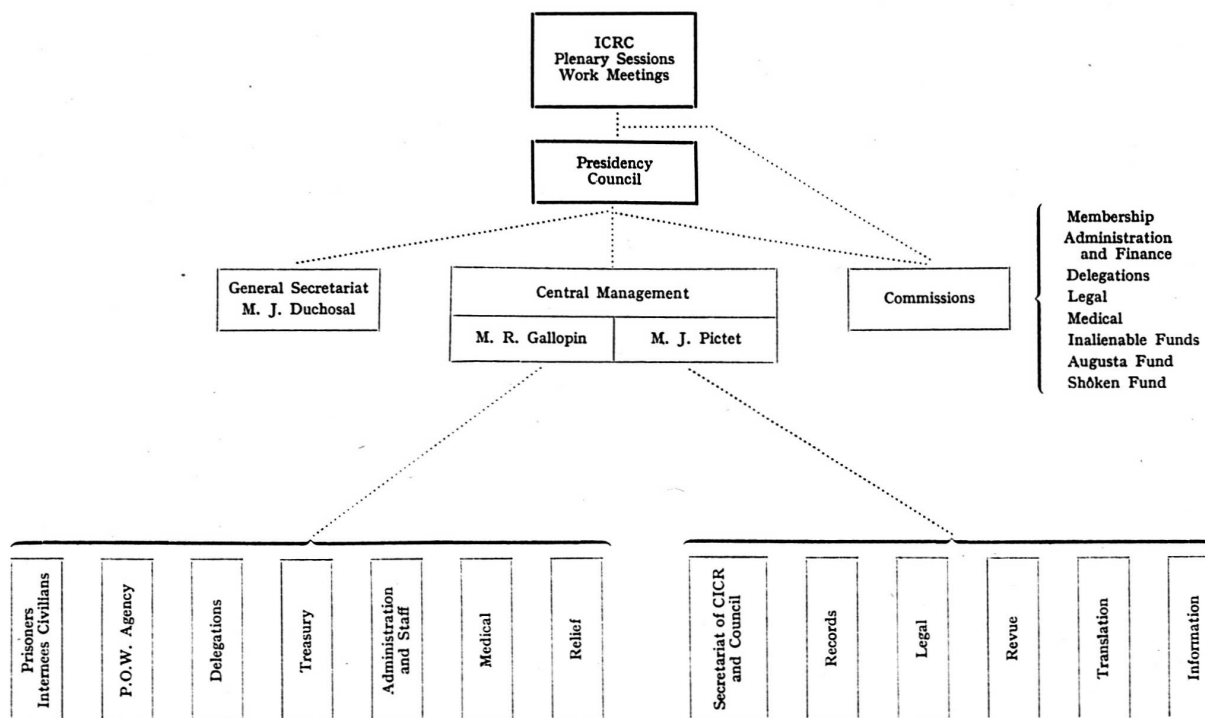 ICRC
Plenary Sessions
Work Meetings
Presidency
Council
General Secretariat
M. J. Duchosal
Central Management
M. R. Gallopin
M. J. Pictet
Commissions
Membership
Administration
and Finance
Delegations
Legal
Medical
Inalienable Funds
Augusta Fund
Shôken Fund
Prisoners
Internees Civilians
P.O.W. Agency
Delegations
Treasury
Administration
and Staff
Medical
Relief
Secretariat of CICR
and Council
Records
Legal
Revue
Translation
Information